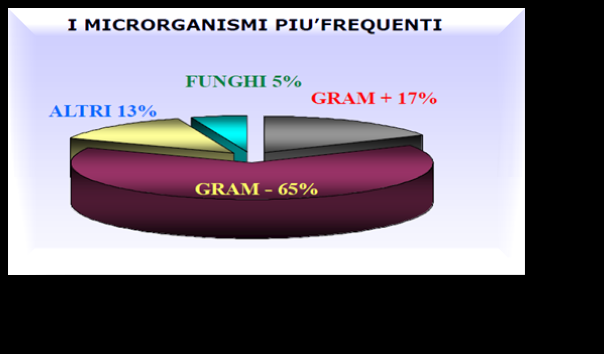 I MICRORGANISMI PIU'FREQUENTI
FUNGHI 5%
GRAM + 17%
ALTRI 13%
GRAM - 65%